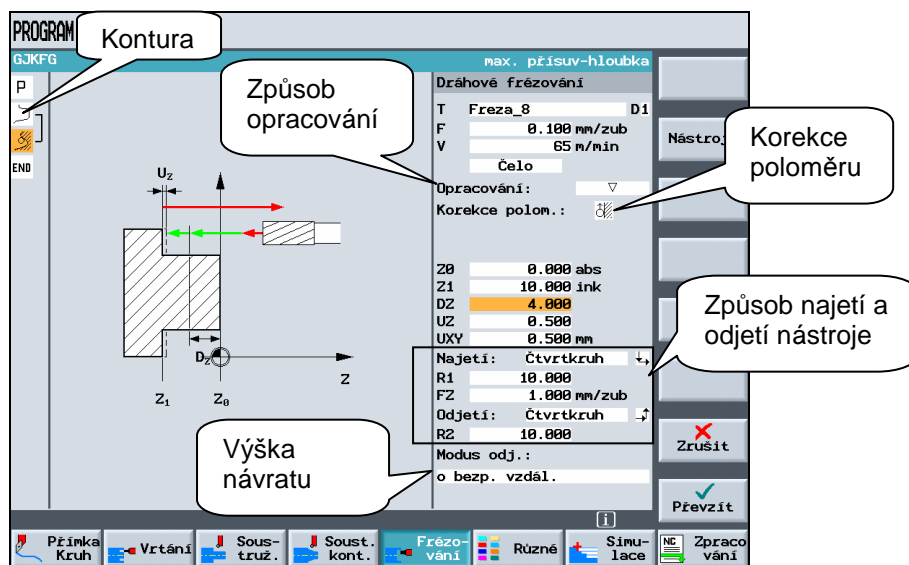 PROGRAM
Kontura
GJKFG
max. přísuv-hloubka
P
END
Způsob
opracování
Dráhové frézování
T Freza_8 D1
F 0.100 mm/zub
V 65 m/min
Čelo
Opracování: ▽
Korekce polom.:
Nástroj
Korekce
poloměru
Uz
Dz
Z
Z1 Z0
Z0 0.000 abs
Z1 10.000 ink
DZ 4.000
UZ 0.500
UXY 0.500 mm
Najetí: Čtvrtkruh
R1 10.000
FZ 1.000 mm/zub
Odjetí: Čtvrtkruh
R2 10.000
Modus odj.:
o bezp. vzdál.
Způsob najetí a
odjetí nástroje
Výška
návratu
Zrušit
Převzít
i
Přímka
Kruh
Vrtání
Sous-
truž.
Soust.
kont.
Frézo-
vání
Různé
Simu-
lace
NC
Zpraco
vání